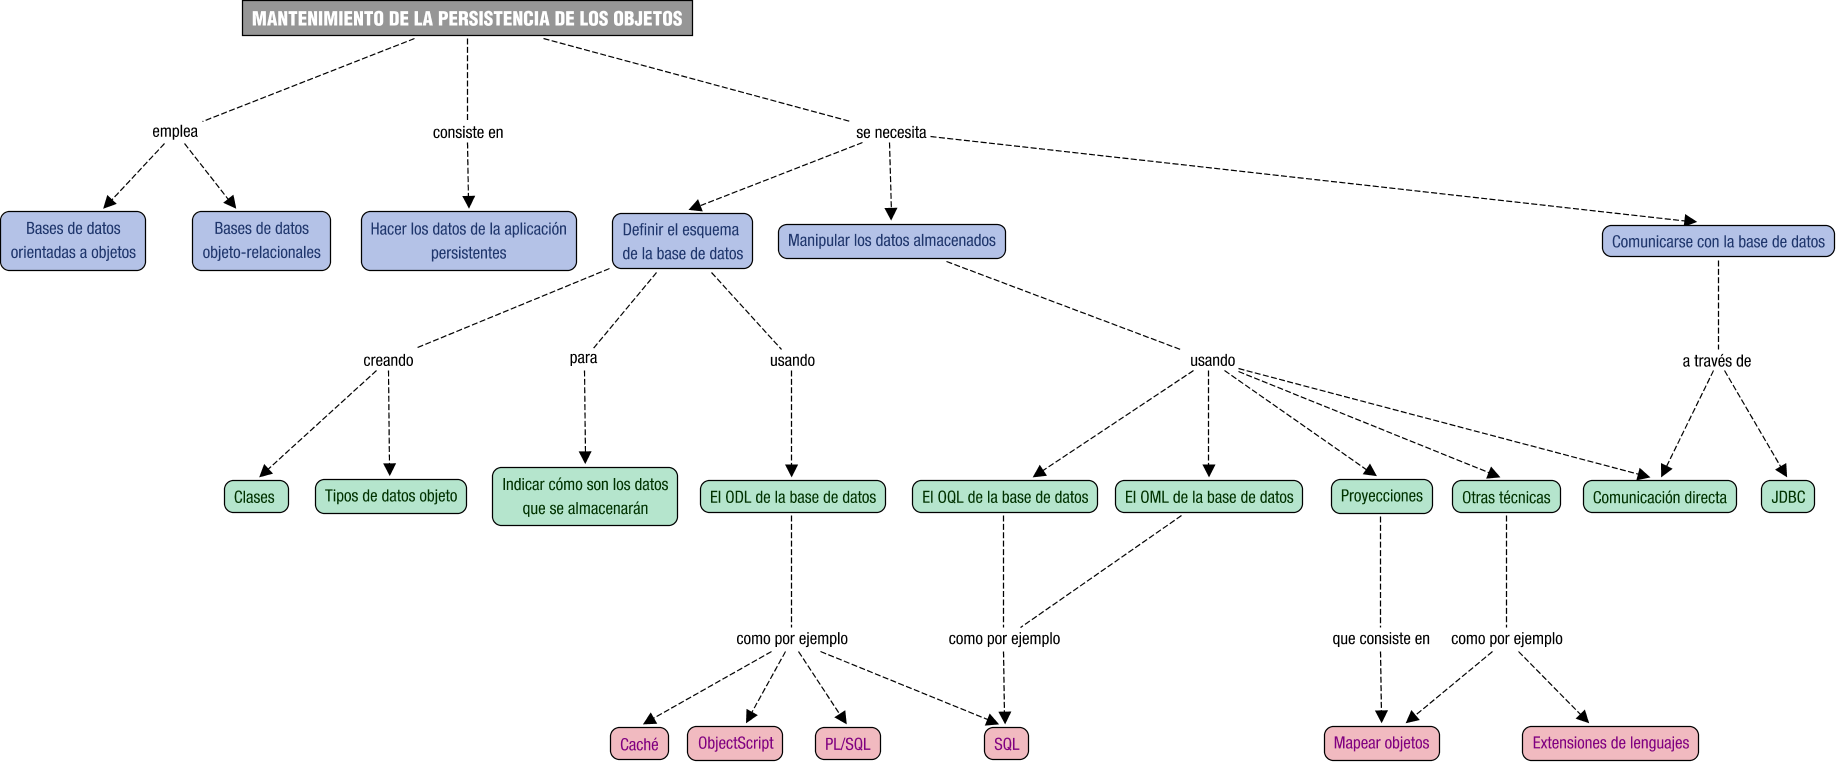 MANTENIMIENTO DE LA PERSISTENCIA DE LOS OBJETOS
emplea
consiste en
se necesita
Bases de datos
orientadas a objetos
Bases de datos
objeto-relacionales
Hacer los datos de la aplicación
persistentes
Definir el esquema
de la base de datos
Manipular los datos almacenados
Comunicarse con la base de datos
creando
para
usando
usando
a través de
Clases
Tipos de datos objeto
Indicar cómo son los datos
que se almacenarán
El ODL de la base de datos
El OQL de la base de datos
El OML de la base de datos
Proyecciones
Otras técnicas
Comunicación directa
JDBC
como por ejemplo
como por ejemplo
que consiste en
como por ejemplo
Caché
ObjectScript
PL/SQL
SQL
Mapear objetos
Extensiones de lenguajes